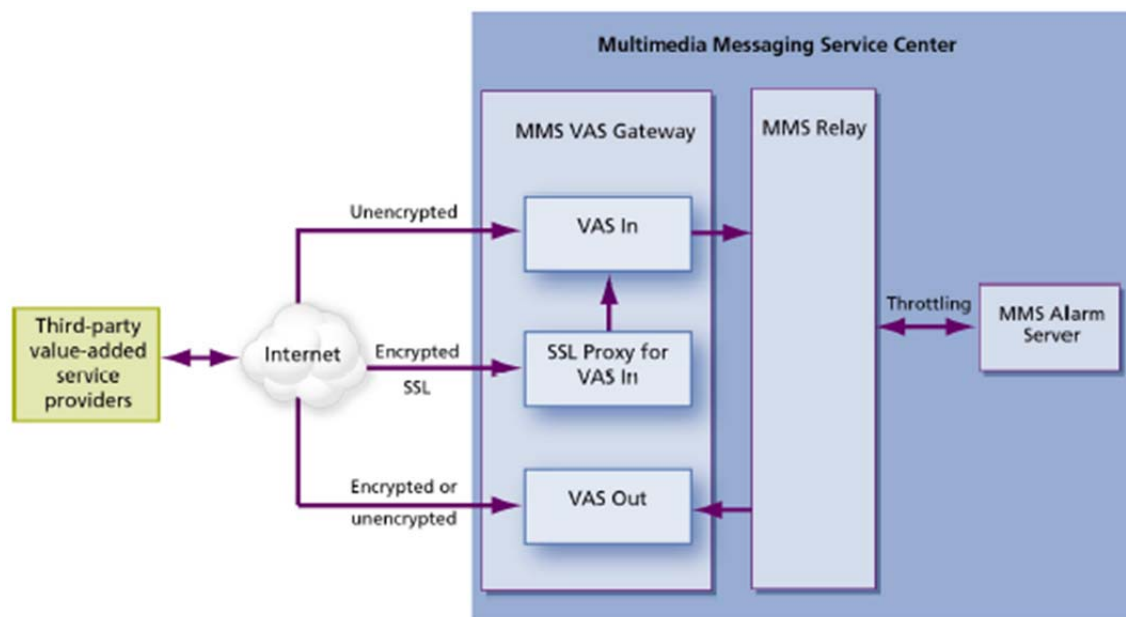 Multimedia Messaging Service Center
MMS VAS Gateway
MMS Relay
Unencrypted
VAS In
Third-party
value-added
service
providers
Internet
Encrypted
SSL
SSL Proxy for
VAS In
Throttling
MMS Alarm
Server
Encrypted or
unencrypted
VAS Out